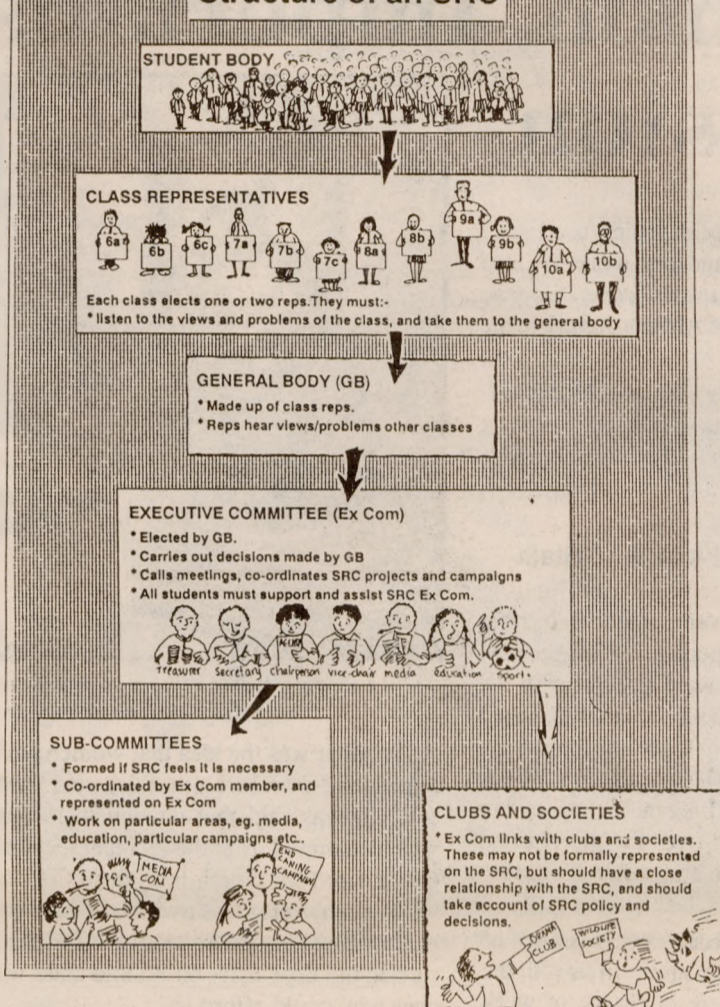 Structure of an SRC
STUDENT BODY
CLASS REPRESENTATIVES
6a
6b
6c
7a
7b
7c
8a
8b
9a
9b
10a
10b
Each class elects one or two reps.They must:-
* listen to the views and problems of the class, and take them to the general body
GENERAL BODY (GB)
* Made up of class reps.
* Reps hear views/problems other classes
EXECUTIVE COMMITTEE (Ex Com)
* Elected by GB.
* Carries out decisions made by GB
* Calls meetings, co-ordinates SRC projects and campaigns
* All students must support and assist SRC Ex Com.
Treasurer Secretary Chairperson vice-chair media Education Sport.
SUB-COMMITTEES
* Formed if SRC feels it is necessary
* Co-ordinated by Ex Com member, and
represented on Ex Com
* Work on particular areas, eg. media,
education, particular campaigns etc..
MEDIA
COM
END
CANING
CAMPAIGN
CLUBS AND SOCIETIES
* Ex Com links with clubs and societies.
These may not be formally represented
on the SRC, but should have a close
relationship with the SRC, and should
take account of SRC policy and
decisions.
DRAMA
CLUB
WILDLIFE
SOCIETY